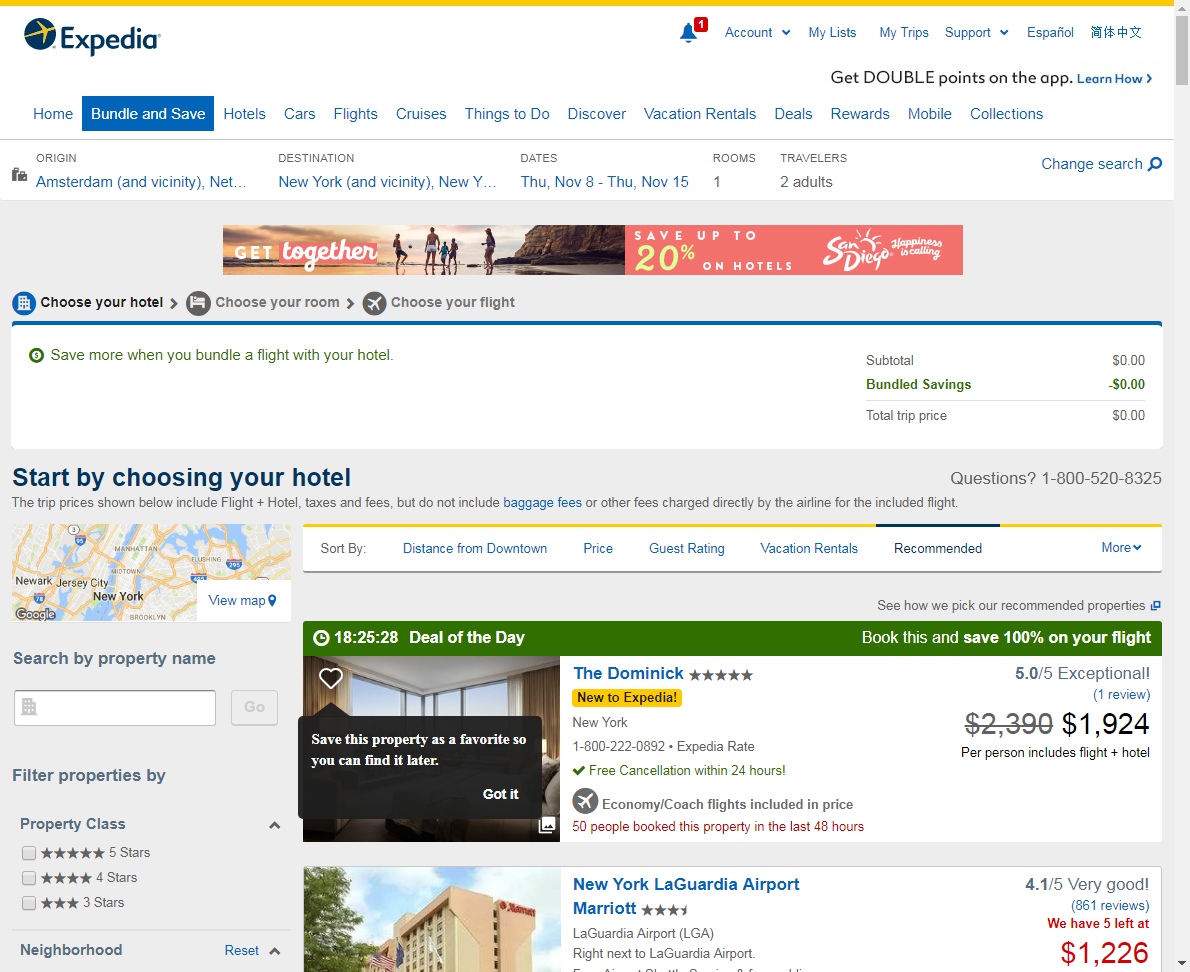 Expedia
1
Account
My Lists
My Trips
Support
Español
简体中文
Get DOUBLE points on the app. Learn How
Home
Bundle and Save
Hotels
Cars
Flights
Cruises
Things to Do
Discover
Vacation Rentals
Deals
Rewards
Mobile
Collections
ORIGIN
Amsterdam (and vicinity), Net...
DESTINATION
New York (and vicinity), New Y...
DATES
Thu, Nov 8 - Thu, Nov 15
ROOMS
1
TRAVELERS
2 adults
Change search
GET together
SAVE UP TO
20%
ON HOTELS
San Diego
Happiness
is calling
Choose your hotel
Choose your room
Choose your flight
Save more when you bundle a flight with your hotel.
Subtotal $0.00
Bundled Savings -$0.00
Total trip price $0.00
Start by choosing your hotel
Questions? 1-800-520-8325
The trip prices shown below include Flight + Hotel, taxes and fees, but do not include baggage fees or other fees charged directly by the airline for the included flight.
3
95
MANHATTAN
FLUSHING
MIDTOWN
295
495
Newark
Jersey City
78
New York
BROOKLYN
Google
View map
Search by property name
Go
Filter properties by
Property Class
5 Stars
4 Stars
3 Stars
Neighborhood
Reset
Sort By:
Distance from Downtown
Price
Guest Rating
Vacation Rentals
Recommended
More
See how we pick our recommended properties
18:25:28 Deal of the Day
Book this and save 100% on your flight
Save this property as a favorite so
you can find it later.
Got it
The Dominick
New to Expedia!
New York
1-800-222-0892 • Expedia Rate
Free Cancellation within 24 hours!
Economy/Coach flights included in price
50 people booked this property in the last 48 hours
5.0/5 Exceptional!
(1 review)
$2,390 $1,924
Per person includes flight + hotel
Marriott
New York LaGuardia Airport
Marriott
LaGuardia Airport (LGA)
Right next to LaGuardia Airport.
4.1/5 Very good!
(861 reviews)
We have 5 left at
$1,226